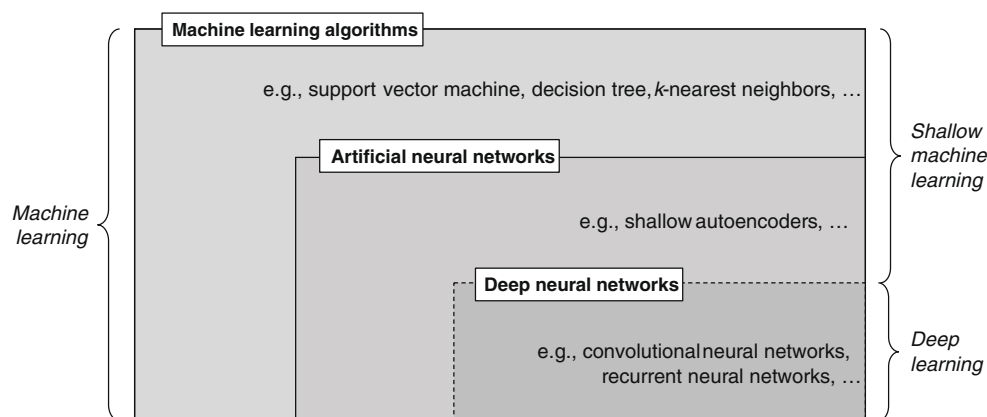 Machine learning algorithms
e.g., support vector machine, decision tree, k-nearest neighbors, …
Artificial neural networks
e.g., shallow autoencoders, …
Deep neural networks
e.g., convolutional neural networks,
recurrent neural networks, …
Machine
learning
Shallow
machine
learning
Deep
learning